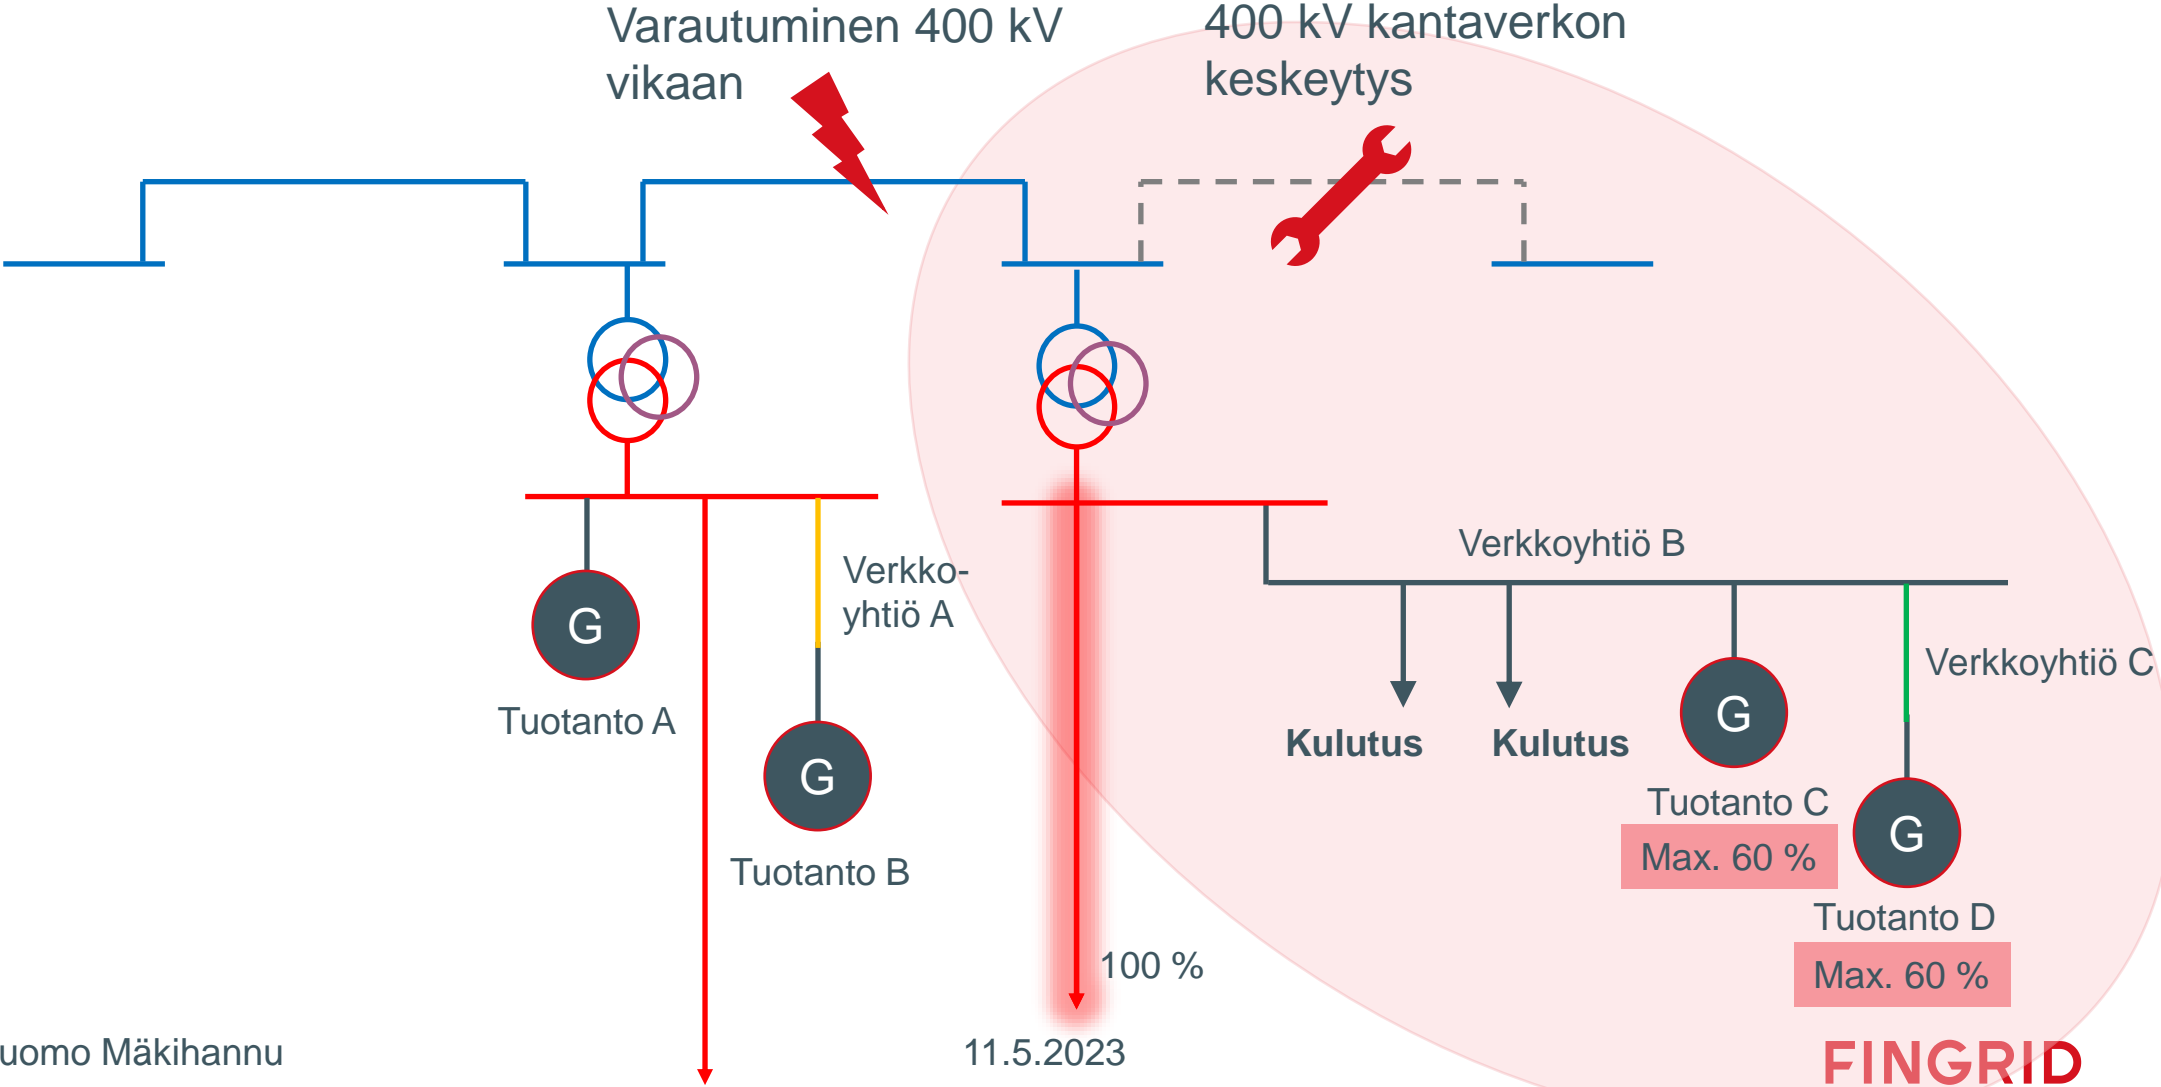 Varautuminen 400 kV
vikaan
400 kV kantaverkon
keskeytys
Verkko-
yhtiö A
Verkkoyhtiö B
Verkkoyhtiö C
G
G
G
G
Tuotanto A
Tuotanto B
Kulutus
Kulutus
Tuotanto C
Max. 60 %
Tuotanto D
Max. 60 %
100 %
uomo Mäkihannu
11.5.2023
FINGRID